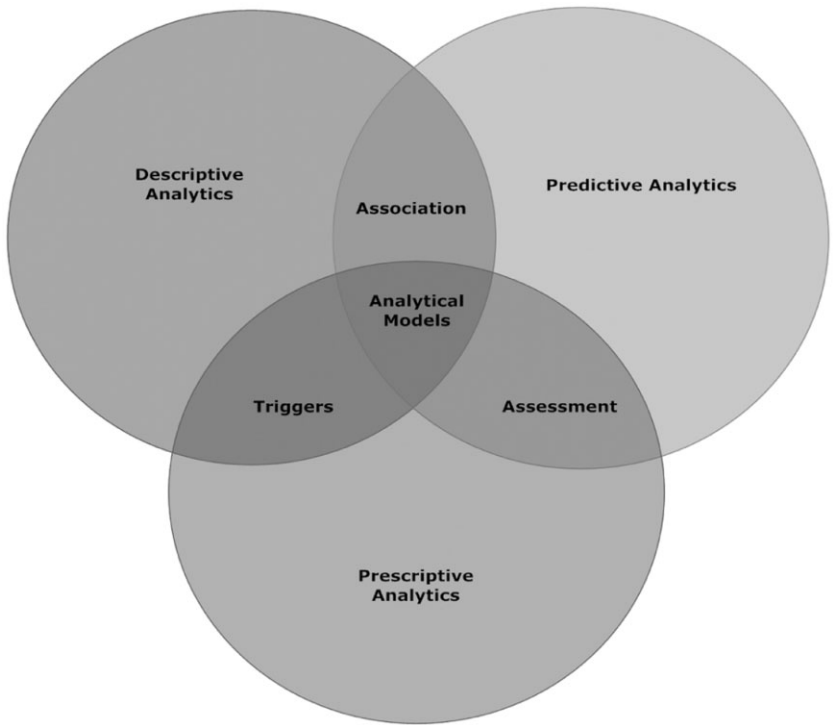 Descriptive
Analytics
Predictive Analytics
Association
Analytical
Models
Triggers
Assessment
Prescriptive
Analytics